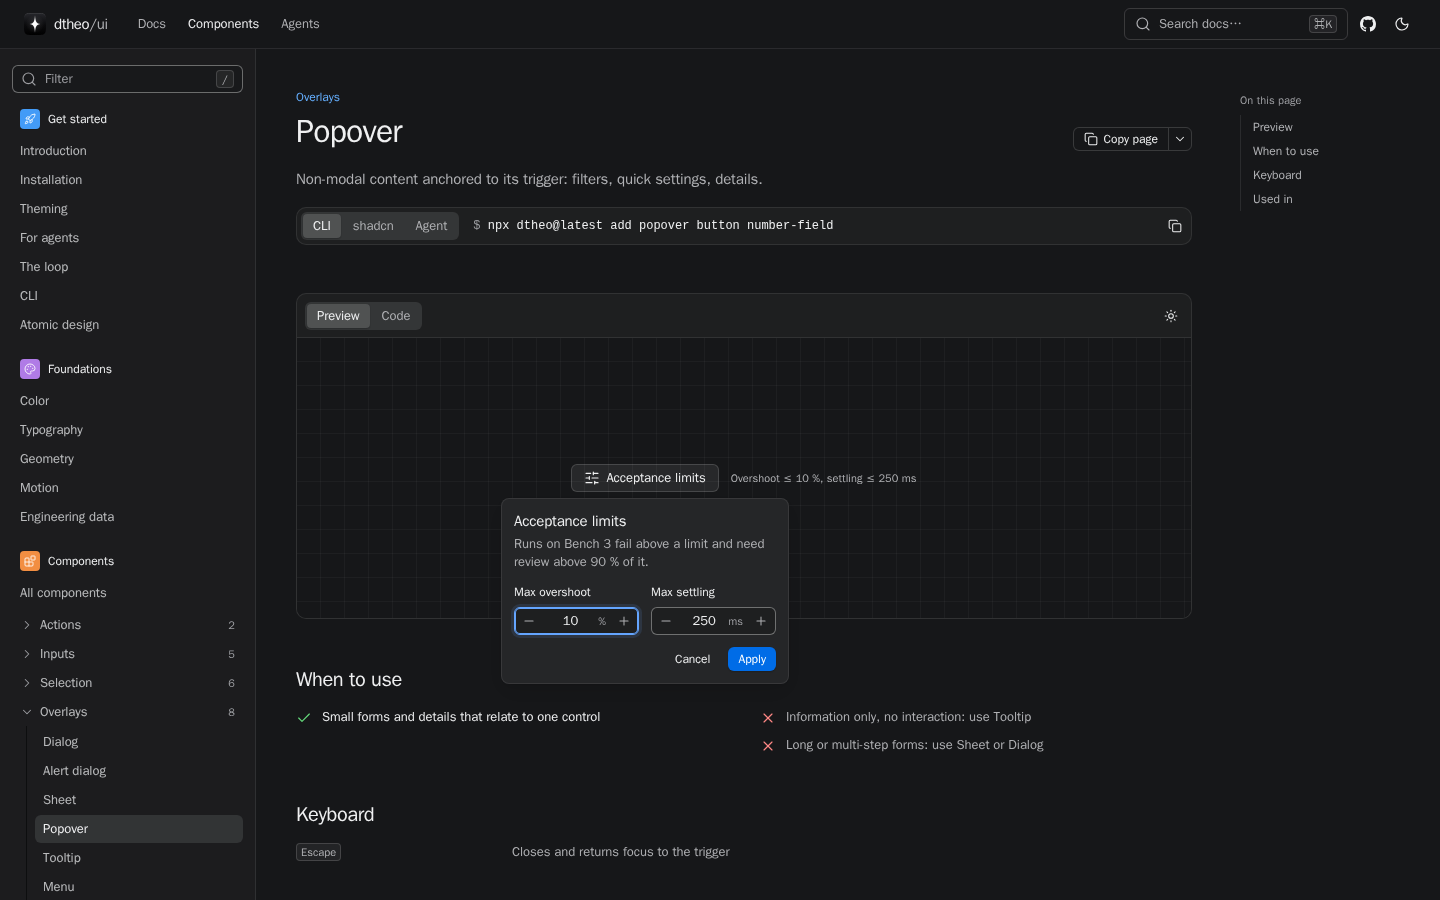 dtheo/ui
Docs
Components
Agents
Search docs···
⌘K
Filter
/
Get started
Introduction
Installation
Theming
For agents
The loop
CLI
Atomic design
Foundations
Color
Typography
Geometry
Motion
Engineering data
Components
All components
Actions 2
Inputs 5
Selection 6
Overlays 8
Dialog
Alert dialog
Sheet
Popover
Tooltip
Menu
Overlays
Popover
Copy page
Non-modal content anchored to its trigger: filters, quick settings, details.
CLI shadcn Agent $ npx dtheo@latest add popover button number-field
Preview Code
Acceptance limits Overshoot ≤ 10 %, settling ≤ 250 ms
Acceptance limits
Runs on Bench 3 fail above a limit and need
review above 90 % of it.
Max overshoot Max settling
− 10 % + − 250 ms +
Cancel Apply
When to use
Small forms and details that relate to one control
Information only, no interaction: use Tooltip
Long or multi-step forms: use Sheet or Dialog
Keyboard
Escape Closes and returns focus to the trigger
On this page
Preview
When to use
Keyboard
Used in